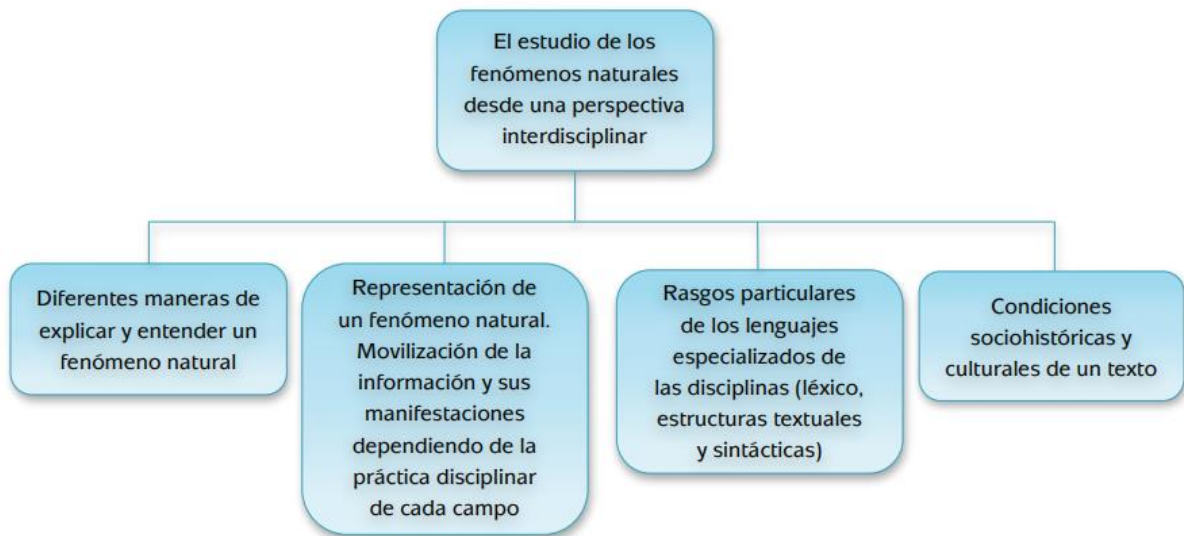 El estudio de los
fenómenos naturales
desde una perspectiva
interdisciplinar
Diferentes maneras de
explicar y entender un
fenómeno natural
Representación de
un fenómeno natural.
Movilización de la
información y sus
manifestaciones
dependiendo de la
práctica disciplinar
de cada campo
Rasgos particulares
de los lenguajes
especializados de
las disciplinas (léxico,
estructuras textuales
y sintácticas)
Condiciones
sociohistóricas y
culturales de un texto